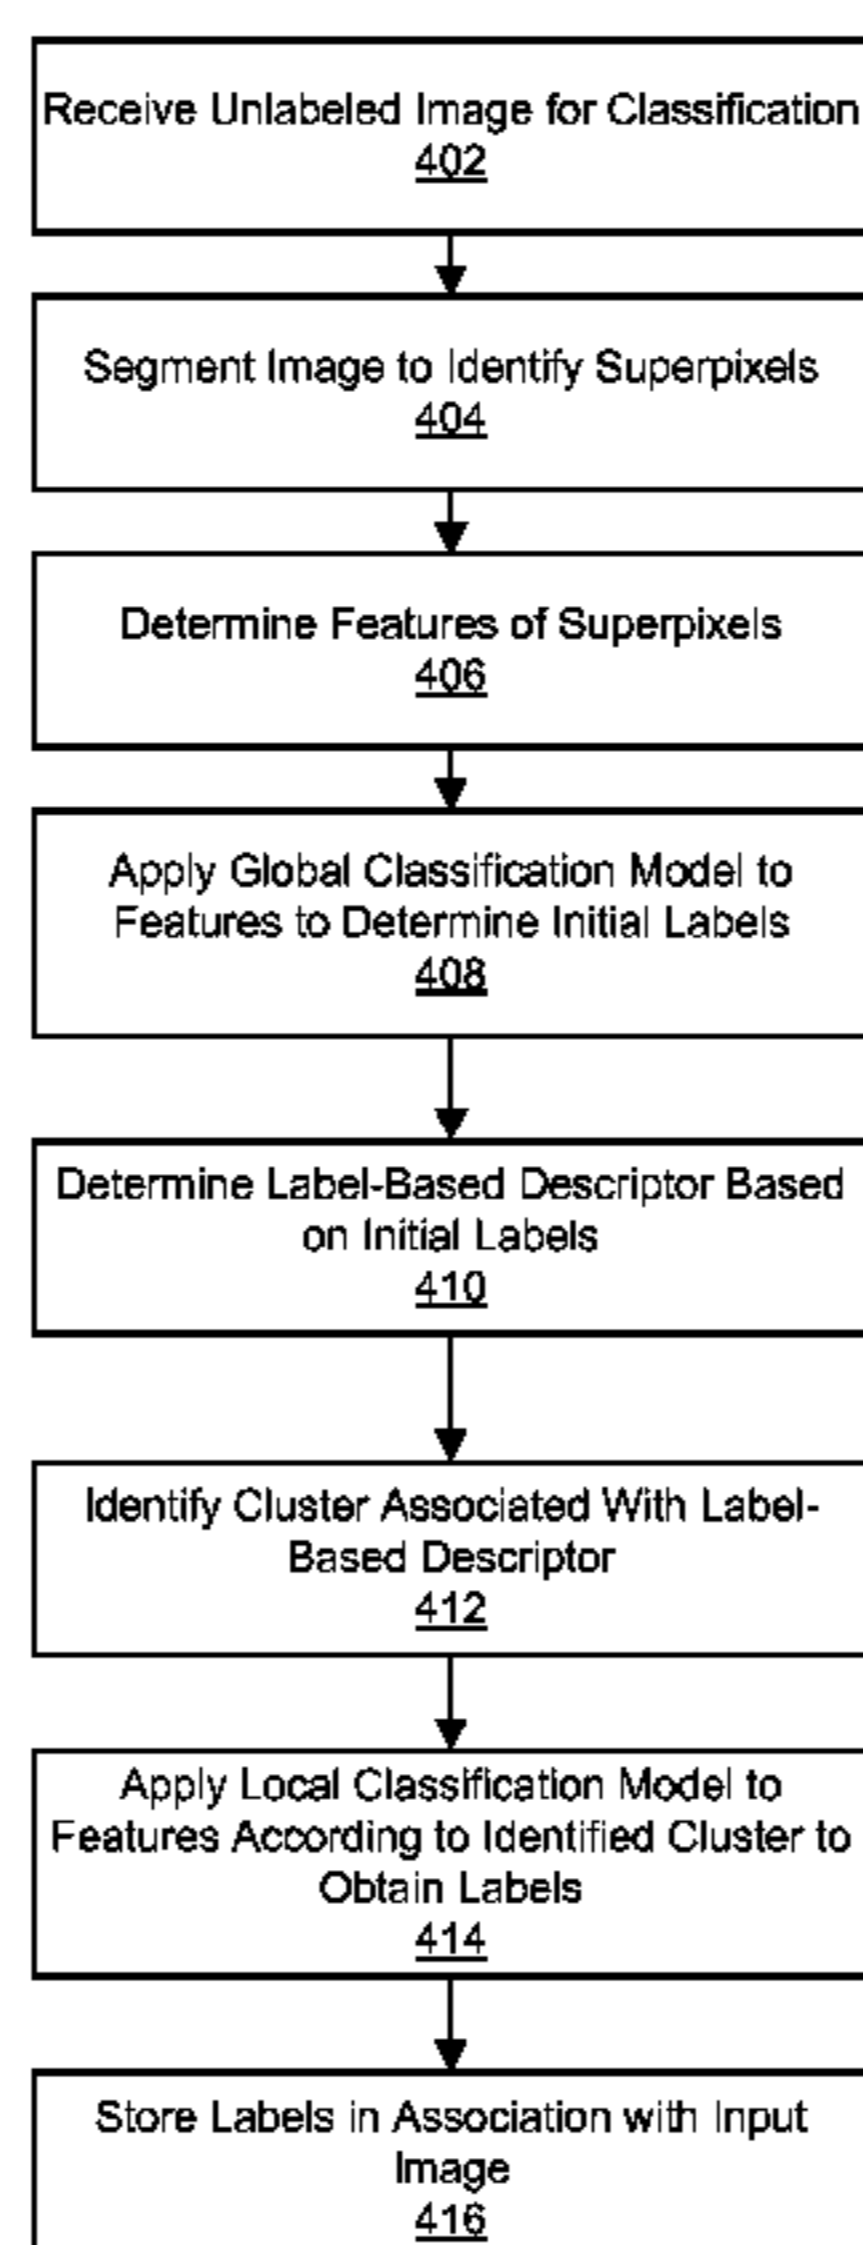 Receive Unlabeled Image for Classification
402
Segment Image to Identify Superpixels
404
Determine Features of Superpixels
406
Apply Global Classification Model to
Features to Determine Initial Labels
408
Determine Label-Based Descriptor Based
on Initial Labels
410
Identify Cluster Associated With Label-
Based Descriptor
412
Apply Local Classification Model to
Features According to Identified Cluster to
Obtain Labels
414
Store Labels in Association with Input
Image
416